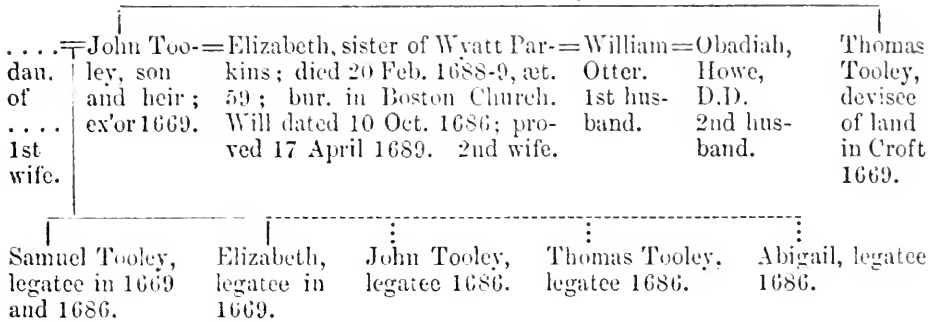 . . . . = John Too- = Elizabeth, sister of Wyatt Par- = William = Obadiah, Thomas
dau. ley, son kins ; died 20 Feb. 1688-9, æt. Otter. Howe, Tooley,
of and heir ; 59 ; bur. in Boston Church. 1st hus- D.D. devisee
. . . . ex'or 1669. Will dated 10 Oct. 1686; pro- band. 2nd hus- of land
1st ved 17 April 1689. 2nd wife. band. in Croft
wife. 1669.
Samuel Tooley, Elizabeth, John Tooley, Thomas Tooley, Abigail, legatee
legatee in 1669 legatee in legatee 1686. legatee 1686. 1686.
and 1686. 1669.